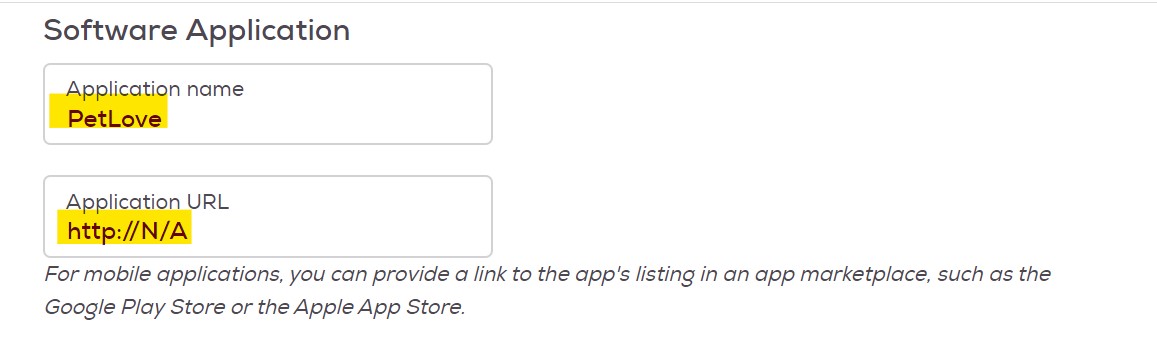 Software Application
Application name
PetLove
Application URL
http://N/A
For mobile applications, you can provide a link to the app's listing in an app marketplace, such as the
Google Play Store or the Apple App Store.